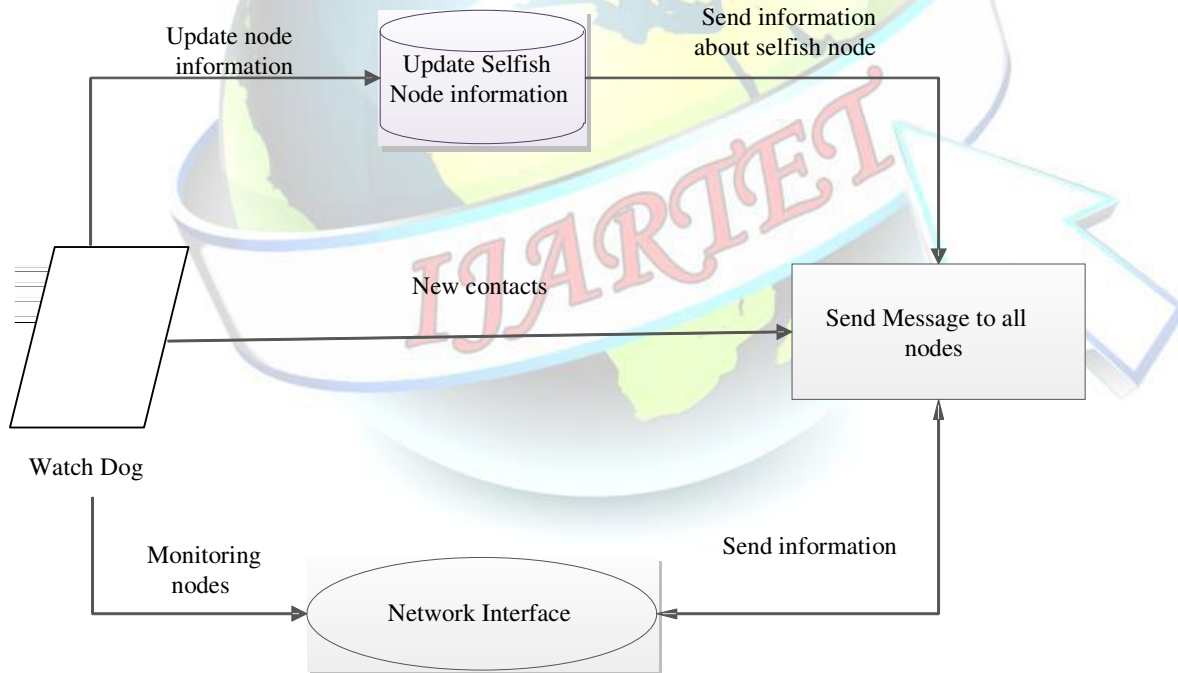 Update node
information
Update Selfish
Node information
Send information
about selfish node
IJARTET
New contacts
Send Message to all
nodes
Watch Dog
Monitoring
nodes
Network Interface
Send information